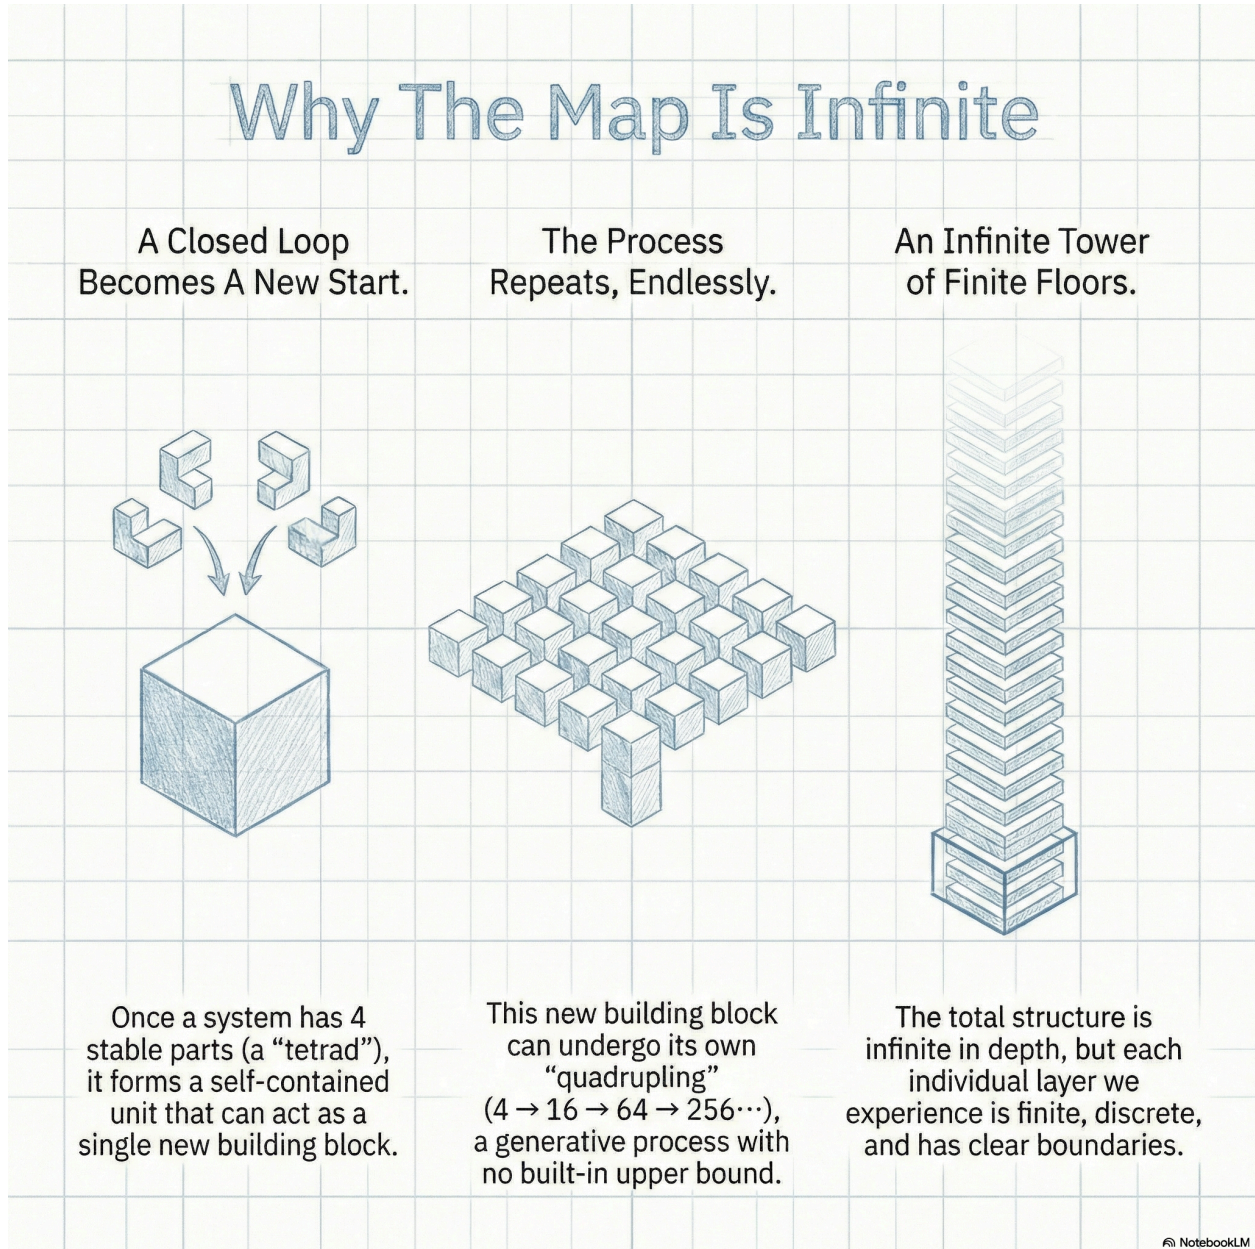 Why The Map Is Infinite
A Closed Loop
Becomes A New Start.
The Process
Repeats, Endlessly.
An Infinite Tower
of Finite Floors.
Once a system has 4
stable parts (a “tetrad”),
it forms a self-contained
unit that can act as a
single new building block.
This new building block
can undergo its own
“quadrupling”
(4 → 16 → 64 → 256···),
a generative process with
no built-in upper bound.
The total structure is
infinite in depth, but each
individual layer we
experience is finite, discrete,
and has clear boundaries.
NotebookLM